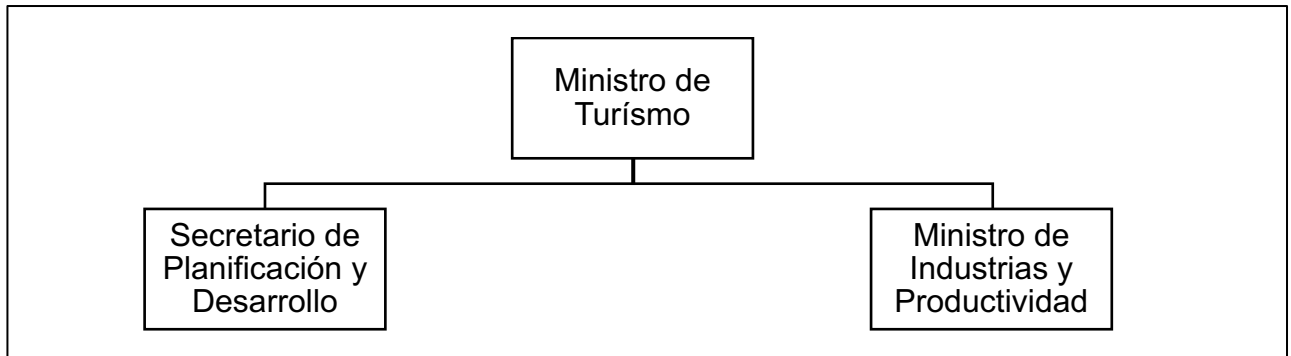 Ministro de
Turísmo
Secretario de
Planificación y
Desarrollo
Ministro de
Industrias y
Productividad